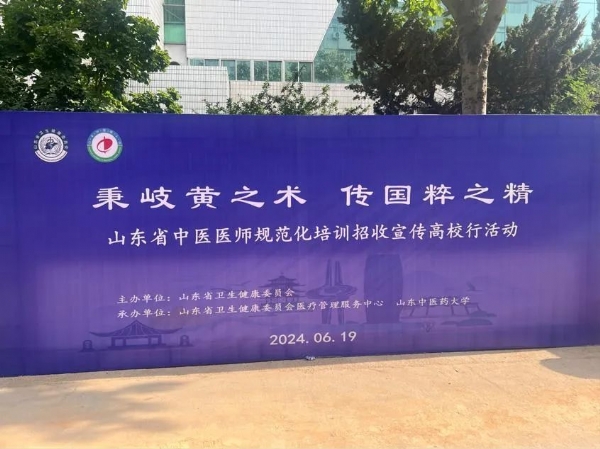 秉岐黄之术 传国粹之精
山东省中医医师规范化培训招收宣传高校行活动
主办单位：山东省卫生健康委员会
承办单位：山东省卫生健康委员会医疗管理服务中心 山东中医药大学
2024.06.19